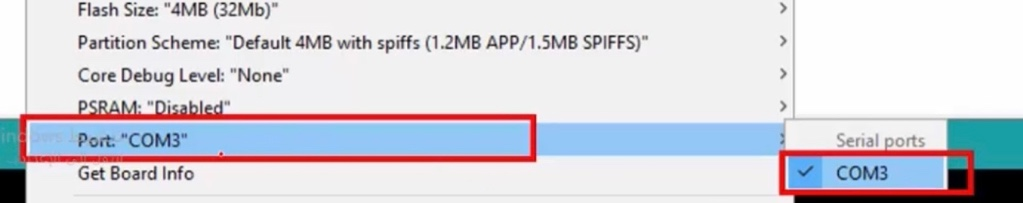 Flash Size: "4MB (32Mb)"
Partition Scheme: "Default 4MB with spiffs (1.2MB APP/1.5MB SPIFFS)"
Core Debug Level: "None"
PSRAM: "Disabled"
Port: "COM3"
Serial ports
Get Board Info
COM3